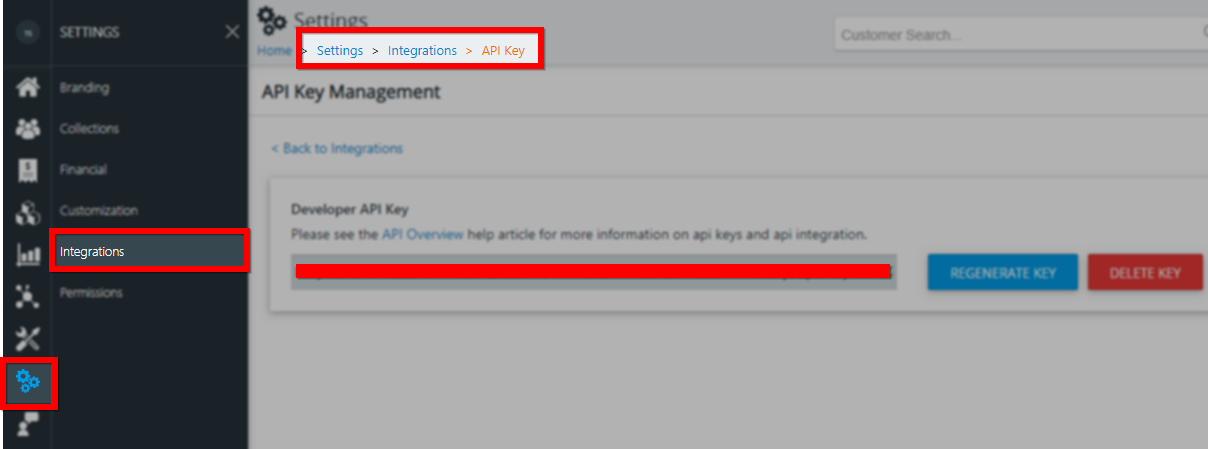 SETTINGS
Branding
Collections
Financial
Customization
Integrations
Permissions
Settings
Home > Settings > Integrations > API Key
Customer Search...
API Key Management
< Back to Integrations
Developer API Key
Please see the API Overview help article for more information on api keys and api integration.
REGENERATE KEY
DELETE KEY